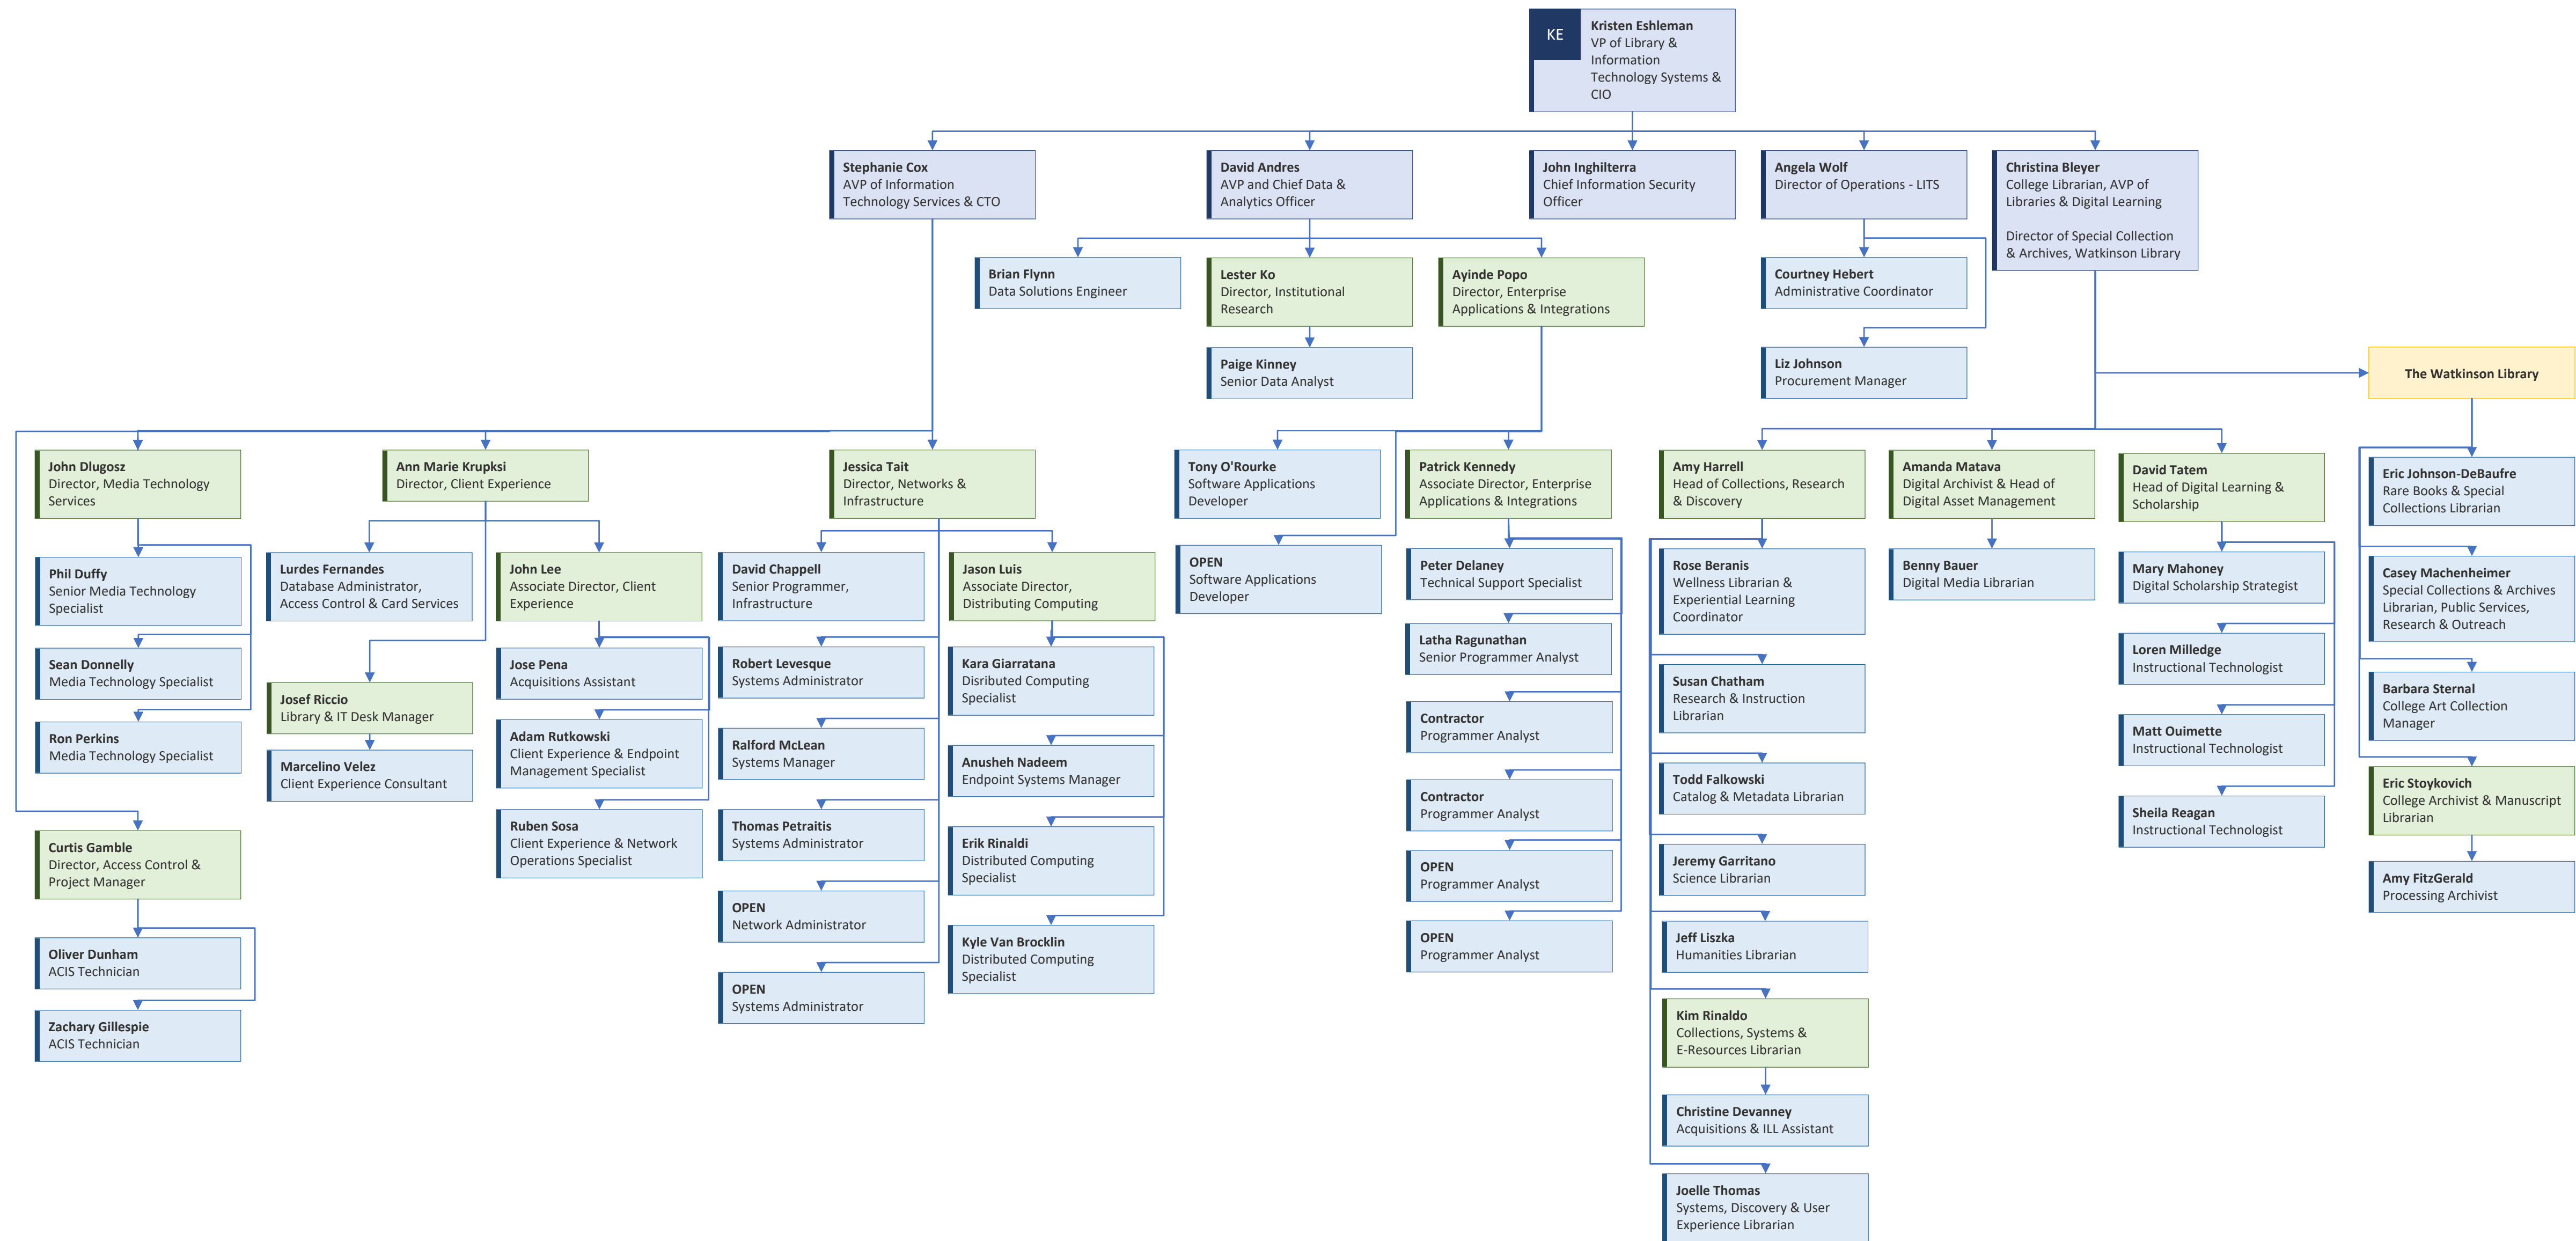 KE
Kristen Eshleman
VP of Library &
Information
Technology Systems &
CIO
Stephanie Cox
AVP of Information
Technology Services & CTO
David Andres
AVP and Chief Data &
Analytics Officer
John Inghilterra
Chief Information Security
Officer
Angela Wolf
Director of Operations - LITS
Christina Bleyer
College Librarian, AVP of
Libraries & Digital Learning
Director of Special Collection
& Archives, Watkinson Library
Brian Flynn
Data Solutions Engineer
Lester Ko
Director, Institutional
Research
Ayinde Popo
Director, Enterprise
Applications & Integrations
Courtney Hebert
Administrative Coordinator
Paige Kinney
Senior Data Analyst
Liz Johnson
Procurement Manager
The Watkinson Library
John Dlugosz
Director, Media Technology
Services
Phil Duffy
Senior Media Technology
Specialist
Sean Donnelly
Media Technology Specialist
Ron Perkins
Media Technology Specialist
Curtis Gamble
Director, Access Control &
Project Manager
Oliver Dunham
ACIS Technician
Zachary Gillespie
ACIS Technician
Ann Marie Krupksi
Director, Client Experience
Lurdes Fernandes
Database Administrator,
Access Control & Card Services
Josef Riccio
Library & IT Desk Manager
Marcelino Velez
Client Experience Consultant
John Lee
Associate Director, Client
Experience
Jose Pena
Acquisitions Assistant
Adam Rutkowski
Client Experience & Endpoint
Management Specialist
Ruben Sosa
Client Experience & Network
Operations Specialist
Jessica Tait
Director, Networks &
Infrastructure
David Chappell
Senior Programmer,
Infrastructure
Robert Levesque
Systems Administrator
Ralford McLean
Systems Manager
Thomas Petraitis
Systems Administrator
OPEN
Network Administrator
OPEN
Systems Administrator
Jason Luis
Associate Director,
Distributing Computing
Kara Giarratana
Disributed Computing
Specialist
Anusheh Nadeem
Endpoint Systems Manager
Erik Rinaldi
Distributed Computing
Specialist
Kyle Van Brocklin
Distributed Computing
Specialist
Tony O'Rourke
Software Applications
Developer
OPEN
Software Applications
Developer
Patrick Kennedy
Associate Director, Enterprise
Applications & Integrations
Peter Delaney
Technical Support Specialist
Latha Ragunathan
Senior Programmer Analyst
Contractor
Programmer Analyst
Contractor
Programmer Analyst
OPEN
Programmer Analyst
OPEN
Programmer Analyst
Amy Harrell
Head of Collections, Research
& Discovery
Rose Beranis
Wellness Librarian &
Experiential Learning
Coordinator
Susan Chatham
Research & Instruction
Librarian
Todd Falkowski
Catalog & Metadata Librarian
Jeremy Garritano
Science Librarian
Jeff Liszka
Humanities Librarian
Kim Rinaldo
Collections, Systems &
E-Resources Librarian
Christine Devanney
Acquisitions & ILL Assistant
Joelle Thomas
Systems, Discovery & User
Experience Librarian
Amanda Matava
Digital Archivist & Head of
Digital Asset Management
Benny Bauer
Digital Media Librarian
David Tatem
Head of Digital Learning &
Scholarship
Mary Mahoney
Digital Scholarship Strategist
Loren Milledge
Instructional Technologist
Matt Ouimette
Instructional Technologist
Sheila Reagan
Instructional Technologist
Eric Johnson-DeBaufre
Rare Books & Special
Collections Librarian
Casey Machenheimer
Special Collections & Archives
Librarian, Public Services,
Research & Outreach
Barbara Sternal
College Art Collection
Manager
Eric Stoykovich
College Archivist & Manuscript
Librarian
Amy FitzGerald
Processing Archivist